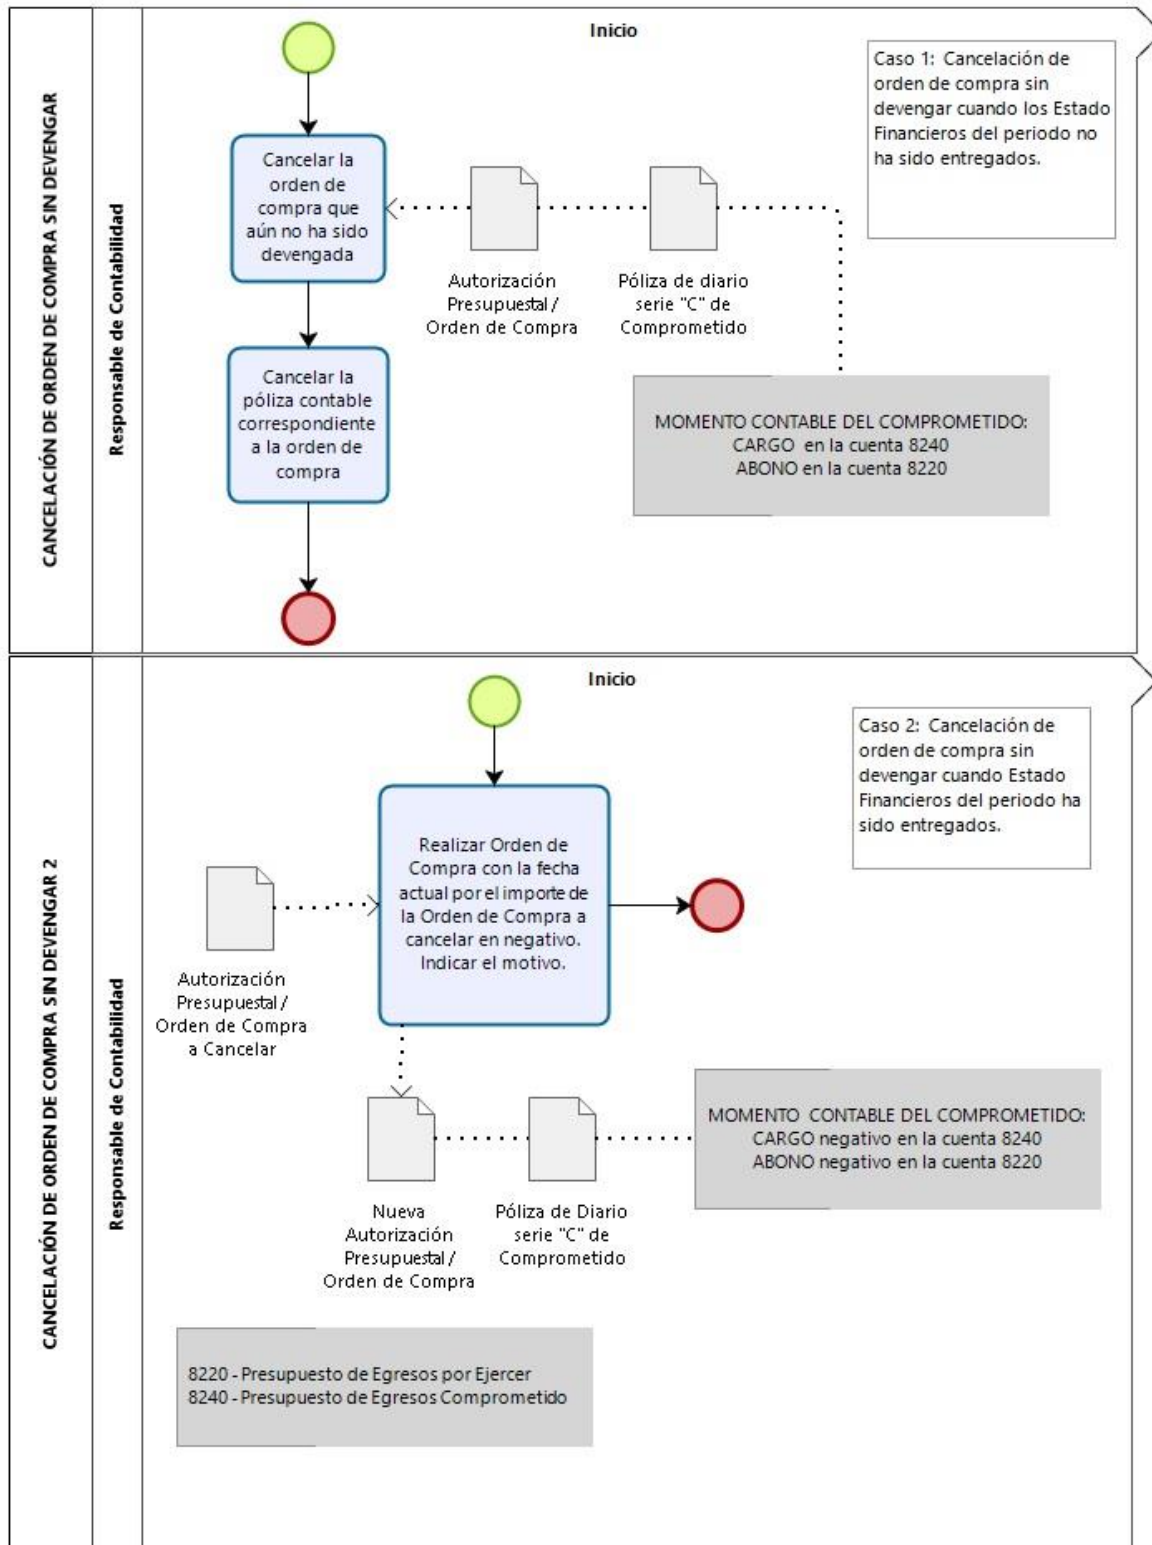 CANCELACIÓN DE ORDEN DE COMPRA SIN DEVENGAR
Responsable de Contabilidad
Inicio
Caso 1: Cancelación de
orden de compra sin
devengar cuando los Estado
Financieros del periodo no
ha sido entregados.
Cancelar la
orden de
compra que
aún no ha sido
devengada
Autorización
Presupuestal /
Orden de Compra
Póliza de diario
serie "C" de
Comprometido
Cancelar la
póliza contable
correspondiente
a la orden de
compra
MOMENTO CONTABLE DEL COMPROMETIDO:
CARGO en la cuenta 8240
ABONO en la cuenta 8220
CANCELACIÓN DE ORDEN DE COMPRA SIN DEVENGAR 2
Responsable de Contabilidad
Inicio
Caso 2: Cancelación de
orden de compra sin
devengar cuando Estado
Financieros del periodo ha
sido entregados.
Realizar Orden de
Compra con la fecha
actual por el importe de
la Orden de Compra a
cancelar en negativo.
Indicar el motivo.
Autorización
Presupuestal /
Orden de Compra
a Cancelar
MOMENTO CONTABLE DEL COMPROMETIDO:
CARGO negativo en la cuenta 8240
ABONO negativo en la cuenta 8220
Nueva
Autorización
Presupuestal /
Orden de Compra
Póliza de Diario
serie "C" de
Comprometido
8220 - Presupuesto de Egresos por Ejercer
8240 - Presupuesto de Egresos Comprometido